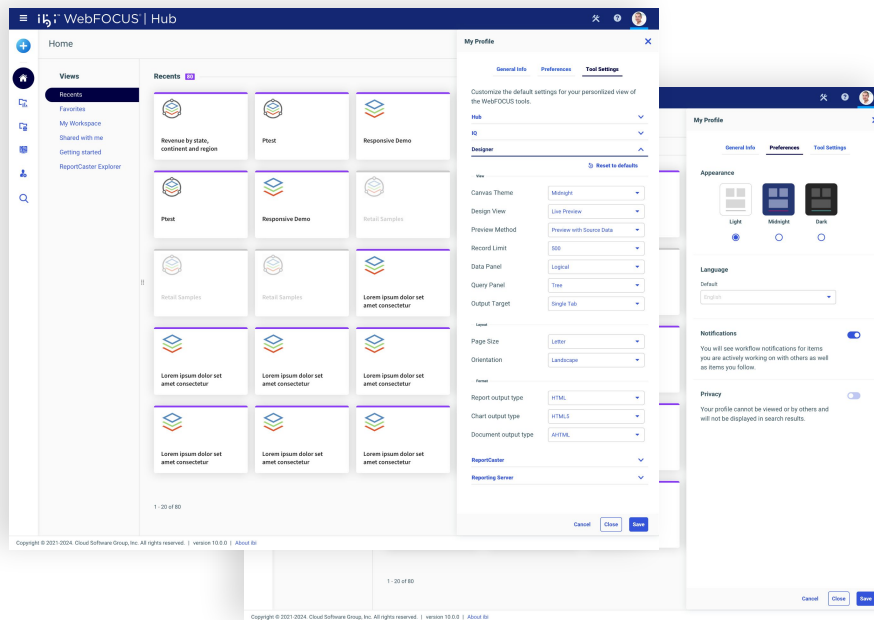 ibi WebFOCUS | Hub
Home
Views
Recents
Favorites
My Workspace
Shared with me
Getting started
ReportCaster Explorer
Recents 80
Revenue by state, continent and region
Ptest
Responsive Demo
Ptest
Responsive Demo
Retail Samples
Retail Samples
Retail Samples
Lorem ipsum dolor set amet consectetur
Lorem ipsum dolor set amet consectetur
Lorem ipsum dolor set amet consectetur
Lorem ipsum dolor set amet consectetur
Lorem ipsum dolor set amet consectetur
Lorem ipsum dolor set amet consectetur
Lorem ipsum dolor set amet consectetur
1 - 20 of 80
Copyright © 2021-2024. Cloud Software Group, Inc. All rights reserved. | version 10.0.0 | About ibi
My Profile
General Info Preferences Tool Settings
Customize the default settings for your personlized view of
the WebFOCUS tools.
Hub
IQ
Designer
Reset to defaults
View
Canvas Theme Midnight
Design View Live Preview
Preview Method Preview with Source Data
Record Limit 500
Data Panel Logical
Query Panel Tree
Output Target Single Tab
Layout
Page Size Letter
Orientation Landscape
Format
Report output type HTML
Chart output type HTML5
Document output type AHTML
ReportCaster
Reporting Server
Cancel Close Save
My Profile
General Info Preferences Tool Settings
Appearance
Light Midnight Dark
Language
Default
English
Notifications
You will see workflow notifications for items
you are actively working on with others as well
as items you follow.
Privacy
Your profile cannot be viewed or by others and
will not be displayed in search results.
Cancel Close Save
1 - 20 of 80
Copyright © 2021-2024. Cloud Software Group, Inc. All rights reserved. | version 10.0.0 | About ibi